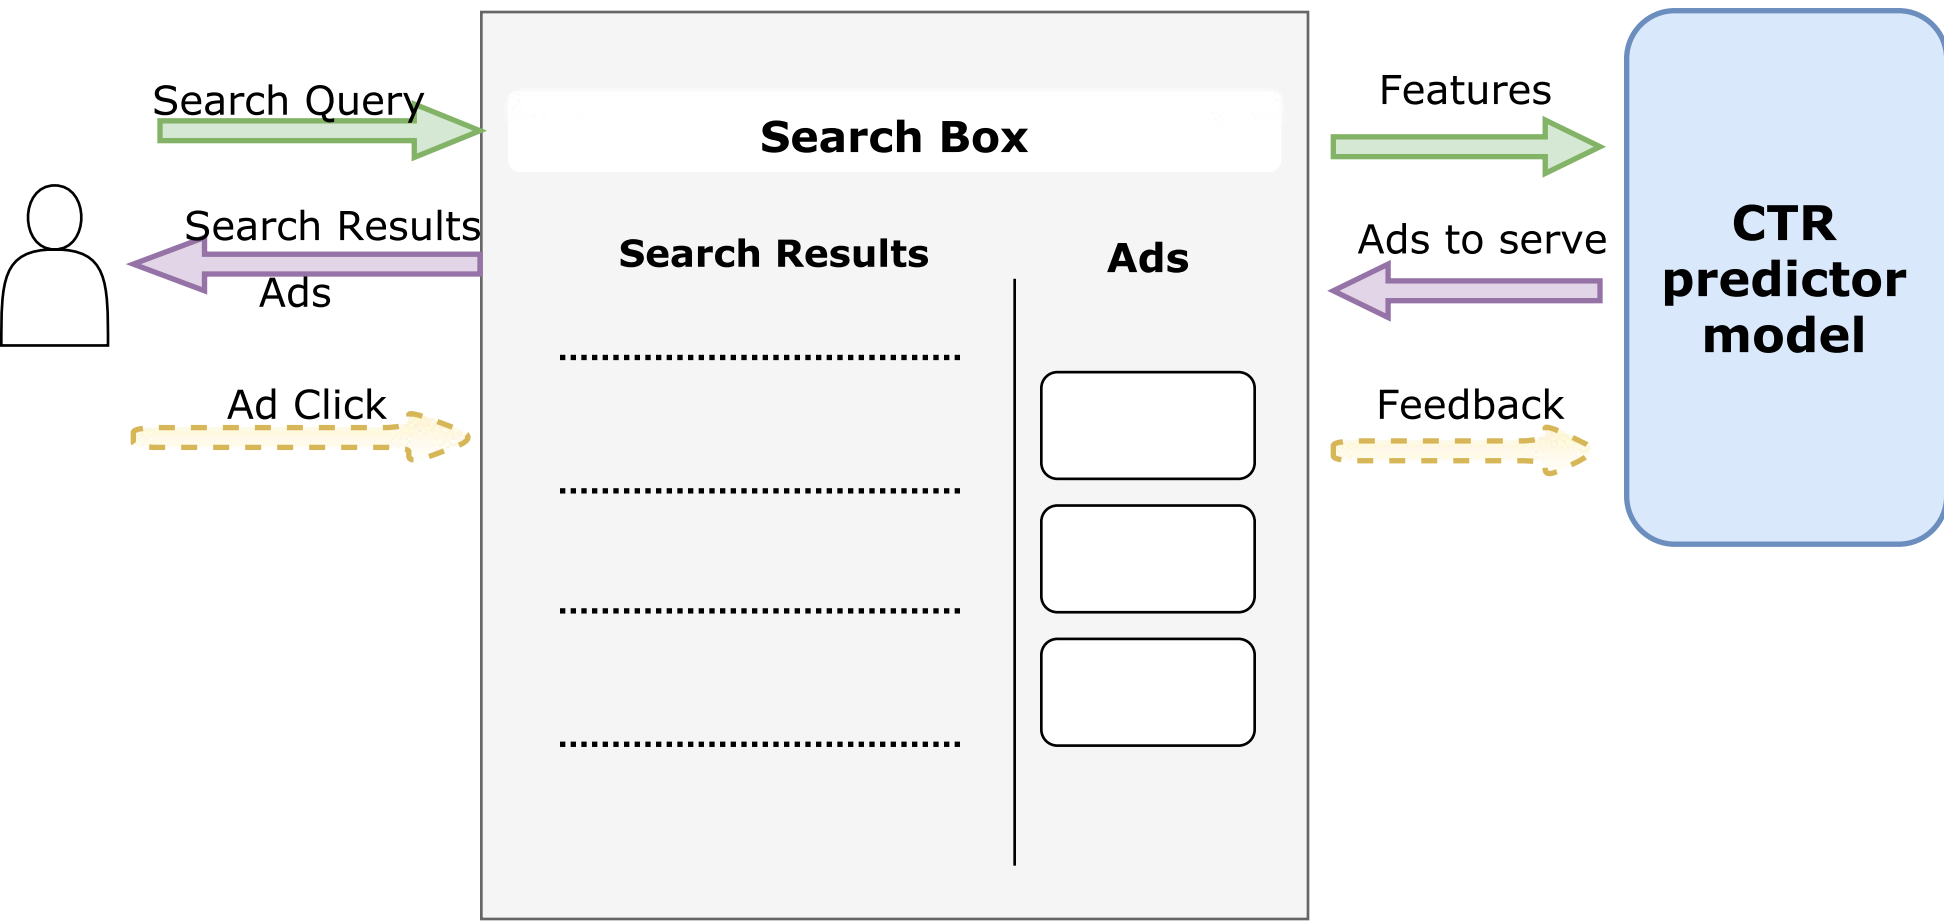 Search Query
Search Results
Ads
Ad Click
Search Box
Search Results
Ads
Features
Ads to serve
Feedback
CTR
predictor
model